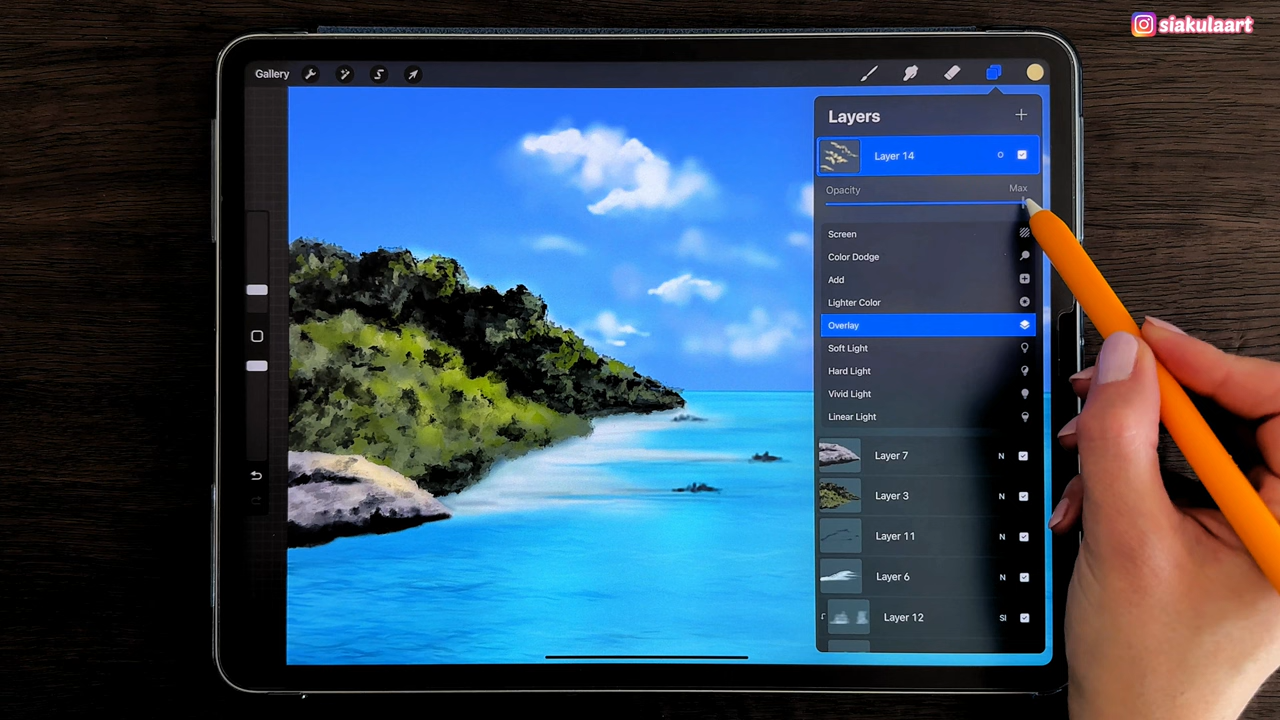 siakulaart
Gallery
Layers
Layer 14 O
Opacity Max
Screen
Color Dodge
Add
Lighter Color
Overlay
Soft Light
Hard Light
Vivid Light
Linear Light
Layer 7 N
Layer 3 N
Layer 11 N
Layer 6 N
Layer 12 Sl